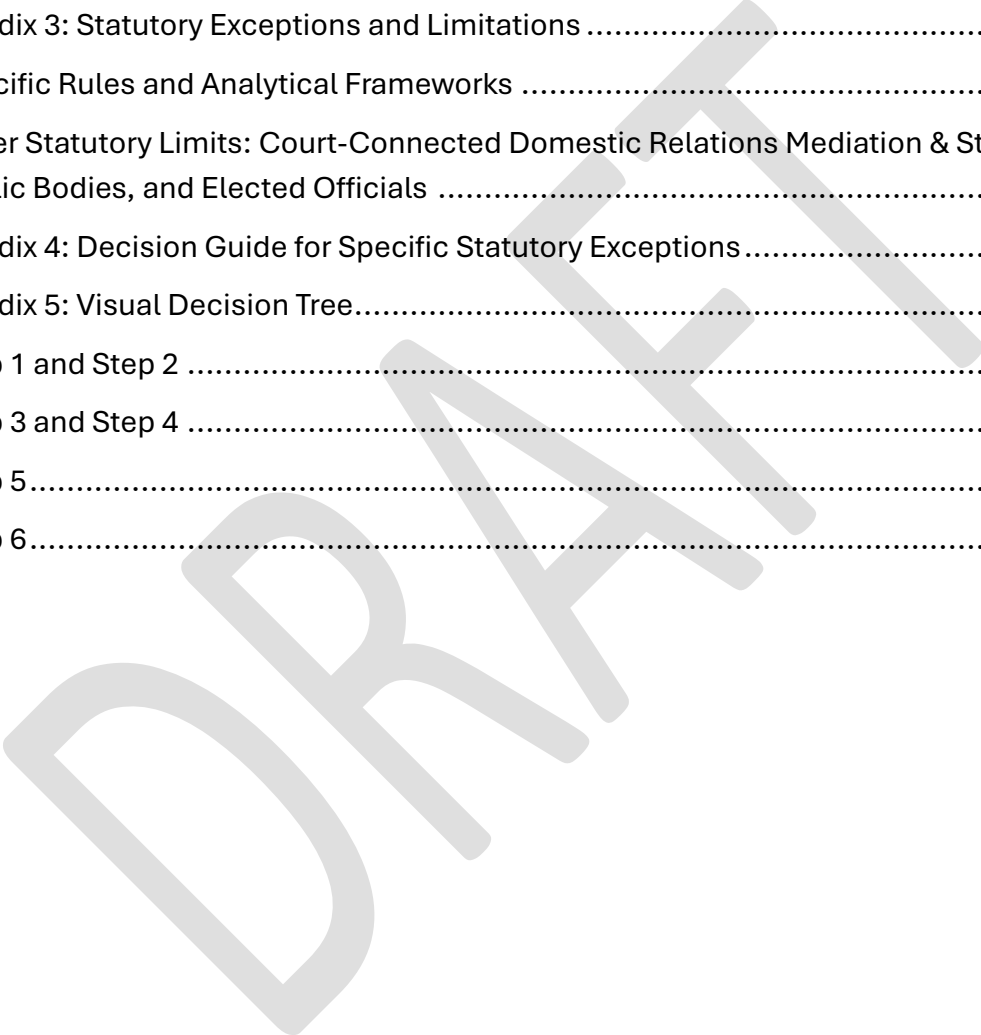 dix 3: Statutory Exceptions and Limitations ........................................
cific Rules and Analytical Frameworks ..............................................
er Statutory Limits: Court-Connected Domestic Relations Mediation & St
lic Bodies, and Elected Officials ......................................................
dix 4: Decision Guide for Specific Statutory Exceptions........................
dix 5: Visual Decision Tree...............................................................
p 1 and Step 2 .................................................................................
p 3 and Step 4 .................................................................................
p 5..................................................................................................
p 6..................................................................................................
DRAFT